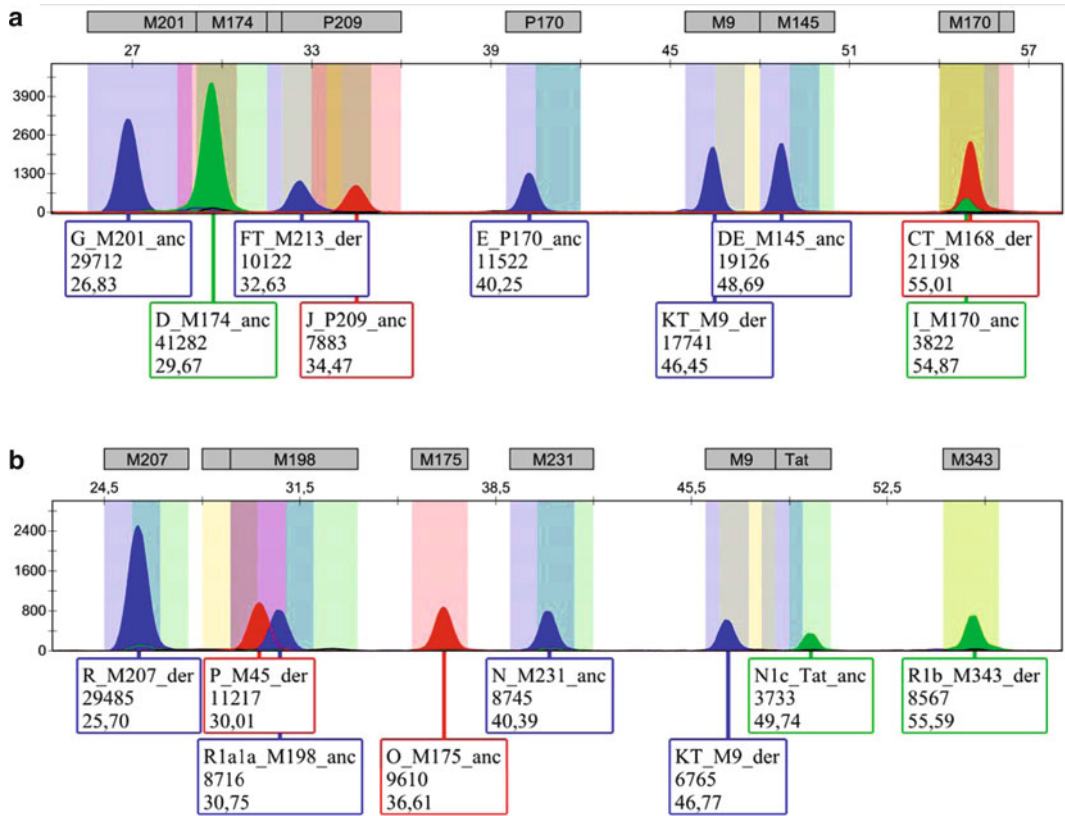 a
M201 M174 P209 P170 M9 M145 M170
27 33 39 45 51 57
3900
2600
1300
0
G_M201_anc
29712
26,83
FT_M213_der
10122
32,63
E_P170_anc
11522
40,25
DE_M145_anc
19126
48,69
CT_M168_der
21198
55,01
D_M174_anc
41282
29,67
J_P209_anc
7883
34,47
KT_M9_der
17741
46,45
I_M170_anc
3822
54,87
b
M207 M198 M175 M231 M9 Tat M343
24,5 31,5 38,5 45,5 52,5
2400
1600
800
0
R_M207_der
29485
25,70
P_M45_der
11217
30,01
N_M231_anc
8745
40,39
N1c_Tat_anc
3733
49,74
R1b_M343_der
8567
55,59
R1a1a_M198_anc
8716
30,75
O_M175_anc
9610
36,61
KT_M9_der
6765
46,77